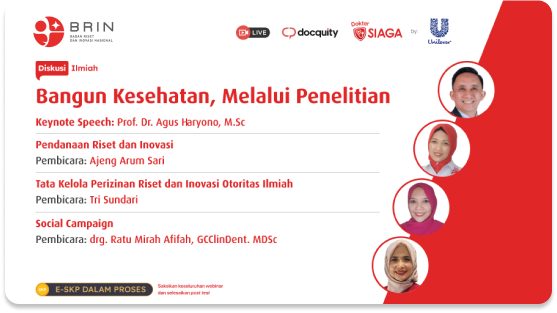 BRIN
BADAN RISET
DAN INOVASI NASIONAL
LIVE
docquity
Dokter
SIAGA
by:
Unilever
Diskusi Ilmiah
Bangun Kesehatan, Melalui Penelitian
Keynote Speech: Prof. Dr. Agus Haryono, M.Sc
Pendanaan Riset dan Inovasi
Pembicara: Ajeng Arum Sari
Tata Kelola Perizinan Riset dan Inovasi Otoritas Ilmiah
Pembicara: Tri Sundari
Social Campaign
Pembicara: drg. Ratu Mirah Afifah, GCClinDent. MDSc
E-SKP DALAM PROSES
Saksikan keseluruhan webinar
dan selesaikan post test